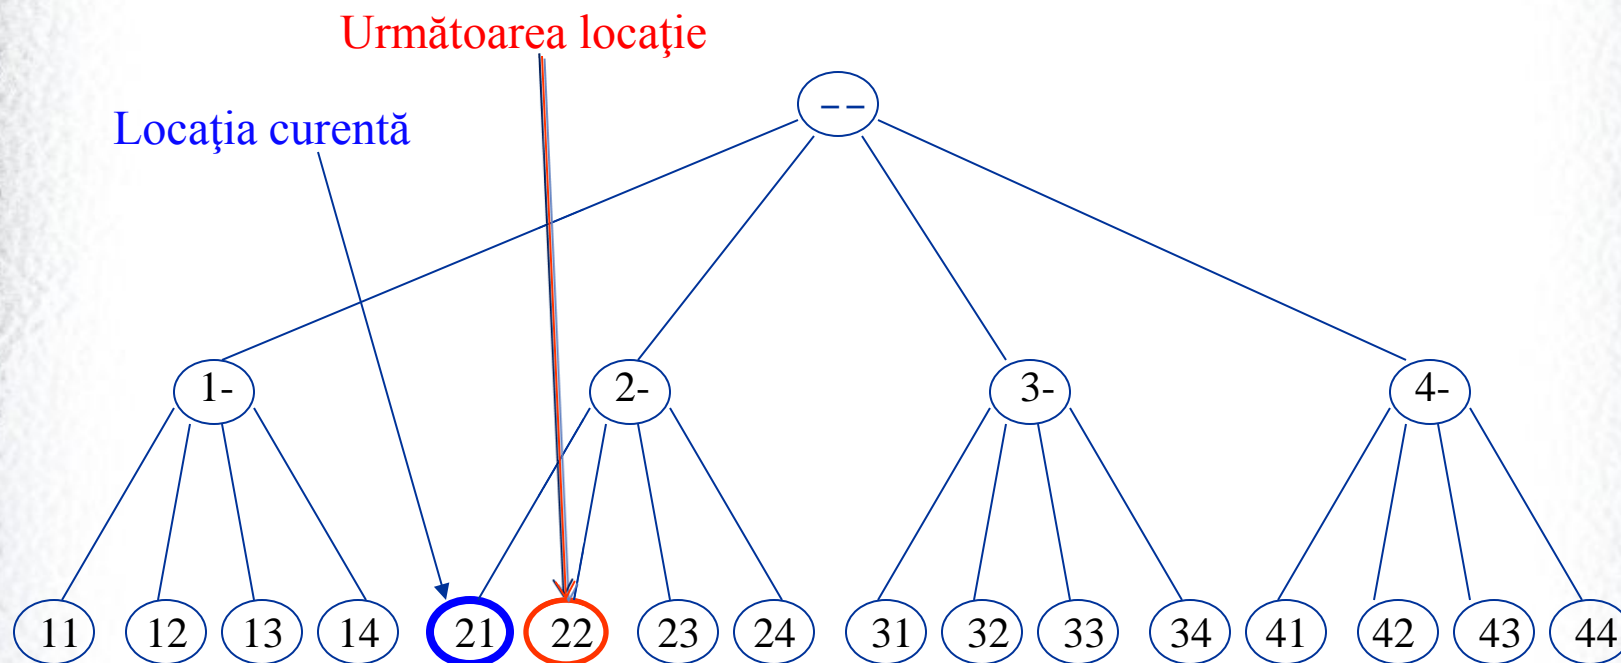 Următoarea locaţie
– –
Locaţia curentă
1- 2- 3- 4-
11 12 13 14 21 22 23 24 31 32 33 34 41 42 43 44